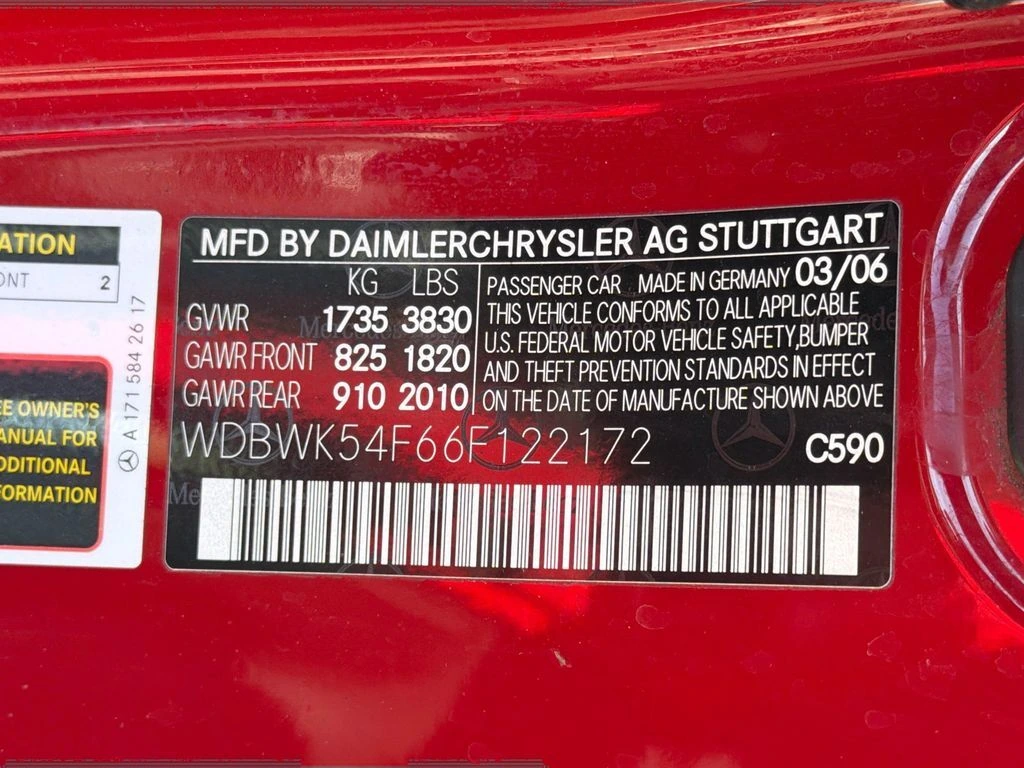 ATION
ONT 2
EE OWNER'S
MANUAL FOR
DDITIONAL
FORMATION
A 171 584 26 17
MFD BY DAIMLERCHRYSLER AG STUTTGART
KG LBS
GVWR 1735 3830
GAWR FRONT 825 1820
GAWR REAR 910 2010
PASSENGER CAR MADE IN GERMANY 03/06
THIS VEHICLE CONFORMS TO ALL APPLICABLE
U.S. FEDERAL MOTOR VEHICLE SAFETY,BUMPER
AND THEFT PREVENTION STANDARDS IN EFFECT
ON THE DATE OF MANUFACTURE SHOWN ABOVE
WDBWK54F66F122172 C590